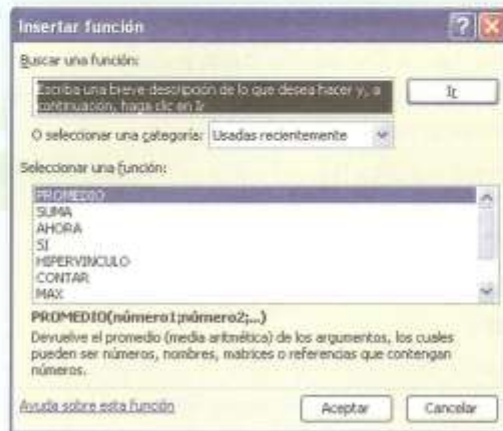 Insertar función
Buscar una función:
Escriba una breve descripción de lo que desea hacer y, a
continuación, haga clic en Ir
Ir
O seleccionar una categoría: Usadas recientemente
Seleccionar una función:
PROMEDIO
SUMA
AHORA
SI
HIPERVINCULO
CONTAR
MAX
PROMEDIO(número1;número2;...)
Devuelve el promedio (media aritmética) de los argumentos, los cuales
pueden ser números, nombres, matrices o referencias que contengan
números.
Ayuda sobre esta función
Aceptar
Cancelar